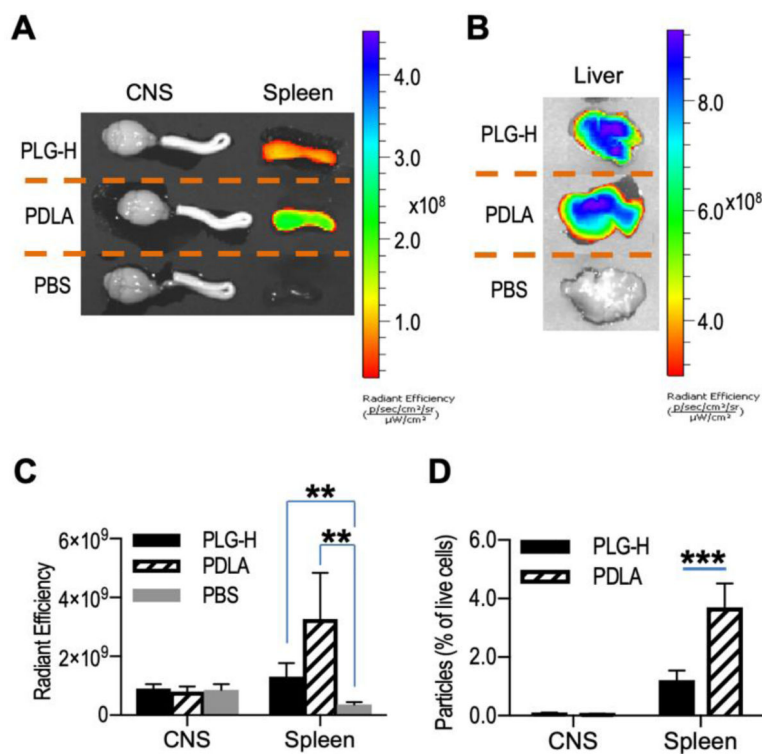 A
CNS
Spleen
PLG-H
PDLA
PBS
4.0
3.0
x10⁸
2.0
1.0
Radiant Efficiency
(p/sec/cm²/sr
µW/cm²)
B
Liver
PLG-H
PDLA
PBS
8.0
6.0 x10⁸
4.0
Radiant Efficiency
(p/sec/cm²/sr
µW/cm²)
C
Radiant Efficiency
6×10⁹
4×10⁹
2×10⁹
0
PLG-H
PDLA
PBS
**
**
CNS
Spleen
D
Particles (% of live cells)
6.0
4.0
2.0
0.0
PLG-H
PDLA
***
CNS
Spleen